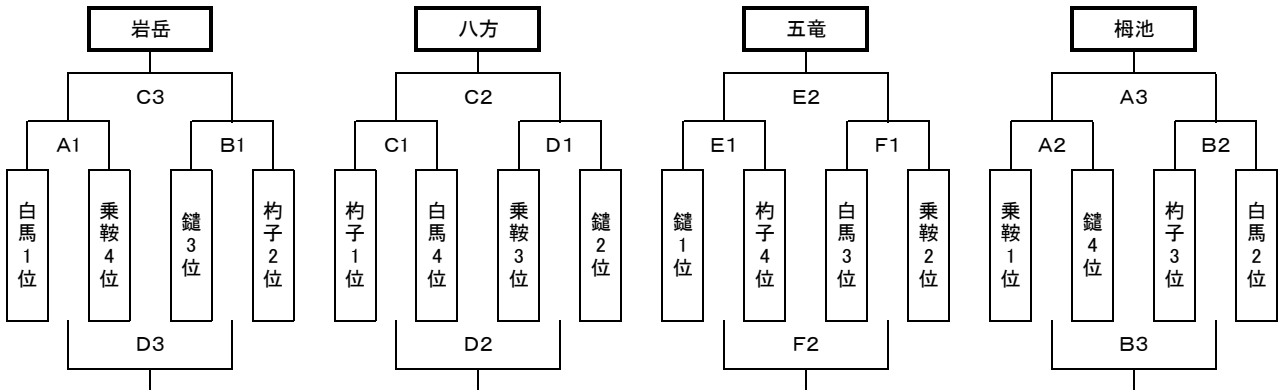 岩岳
八方
五竜
栂池
C3
C2
E2
A3
A1
B1
C1
D1
E1
F1
A2
B2
白馬1位
乗鞍4位
鑓3位
杓子2位
杓子1位
白馬4位
乗鞍3位
鑓2位
鑓1位
杓子4位
白馬3位
乗鞍2位
乗鞍1位
鑓4位
杓子3位
白馬2位
D3
D2
F2
B3